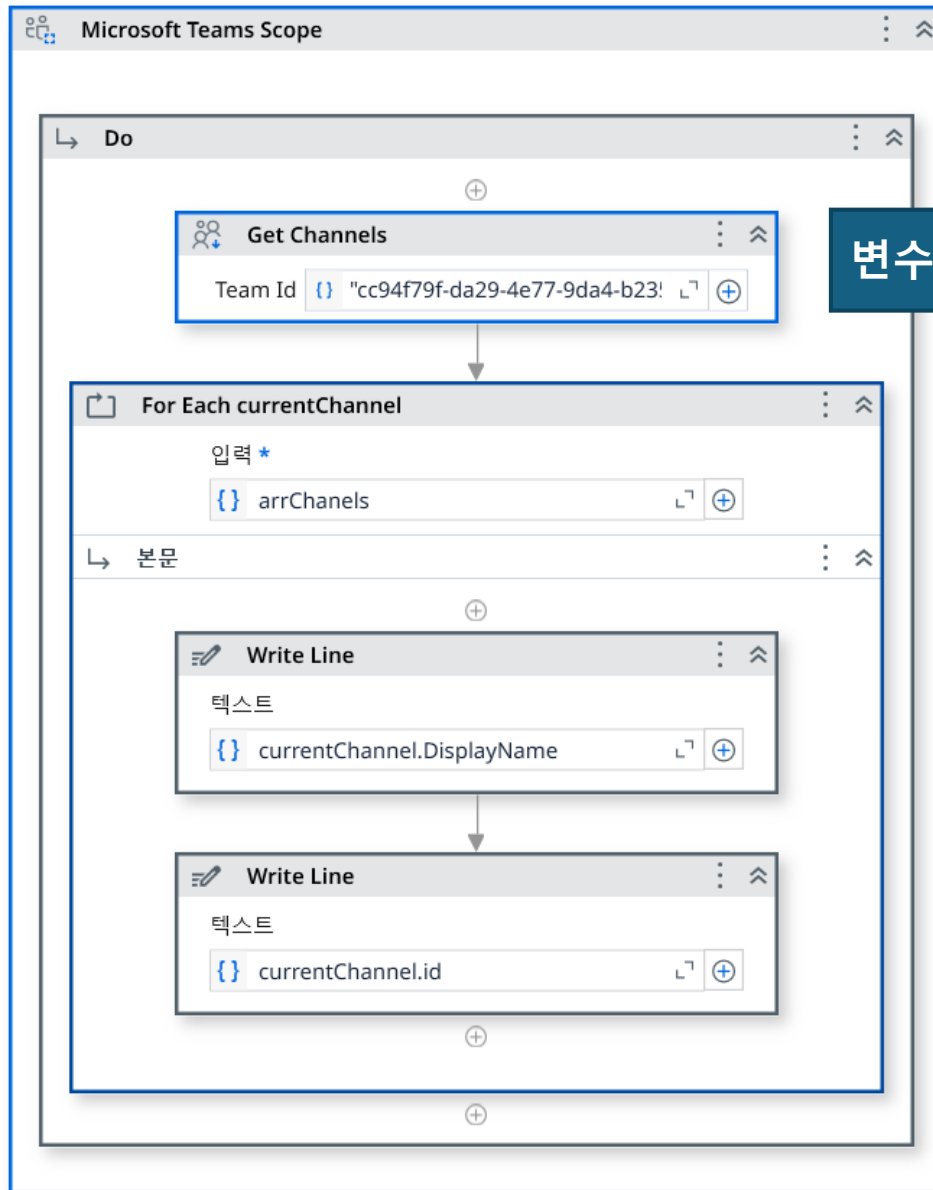 Microsoft Teams Scope
Do
Get Channels
변수
Team Id {} "cc94f79f-da29-4e77-9da4-b23
For Each currentChannel
입력 *
{} arrChanels
본문
Write Line
텍스트
{} currentChannel.DisplayName
Write Line
텍스트
{} currentChannel.id